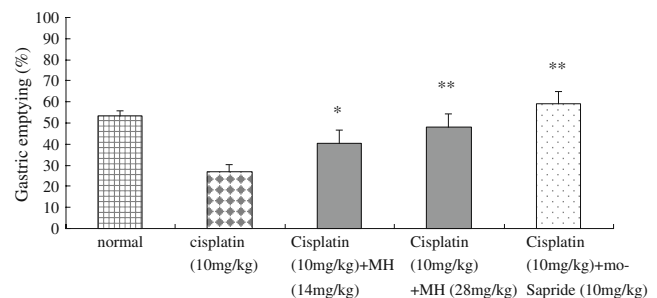 Gastric emptying (%)
100
90
80
70
60
50
40
30
20
10
0
*
**
**
normal
cisplatin
(10mg/kg)
Cisplatin
(10mg/kg)+MH
(14mg/kg)
Cisplatin
(10mg/kg)
+MH (28mg/kg)
Cisplatin
(10mg/kg)+mo-
Sapride (10mg/kg)